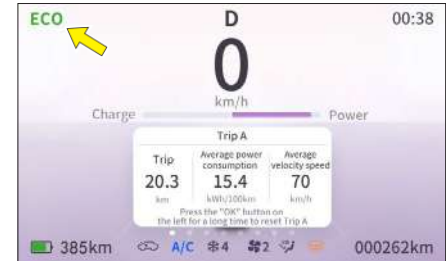 ECO D 00:38
0
km/h
Charge Power
Trip A
Trip Average power consumption Average velocity speed
20.3 15.4 70
km kWh/100km km/h
Press the "OK" button on
the left for a long time to reset Trip A
385km A/C 4 2 000262km